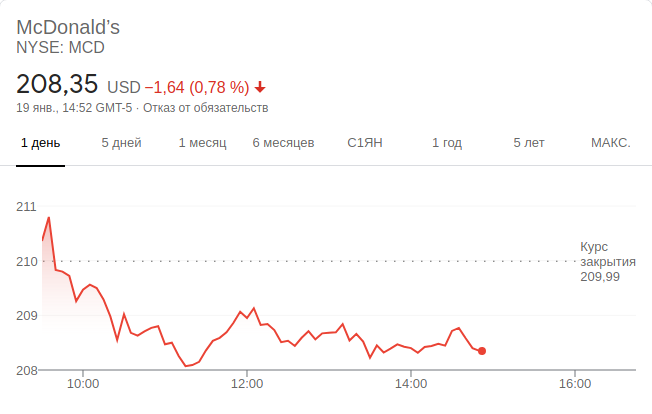 McDonald’s
NYSE: MCD
208,35 USD −1,64 (0,78 %)
19 янв., 14:52 GMT-5 · Отказ от обязательств
1 день 5 дней 1 месяц 6 месяцев С1ЯН 1 год 5 лет МАКС.
211
210
209
208
Курс
закрытия
209,99
10:00 12:00 14:00 16:00